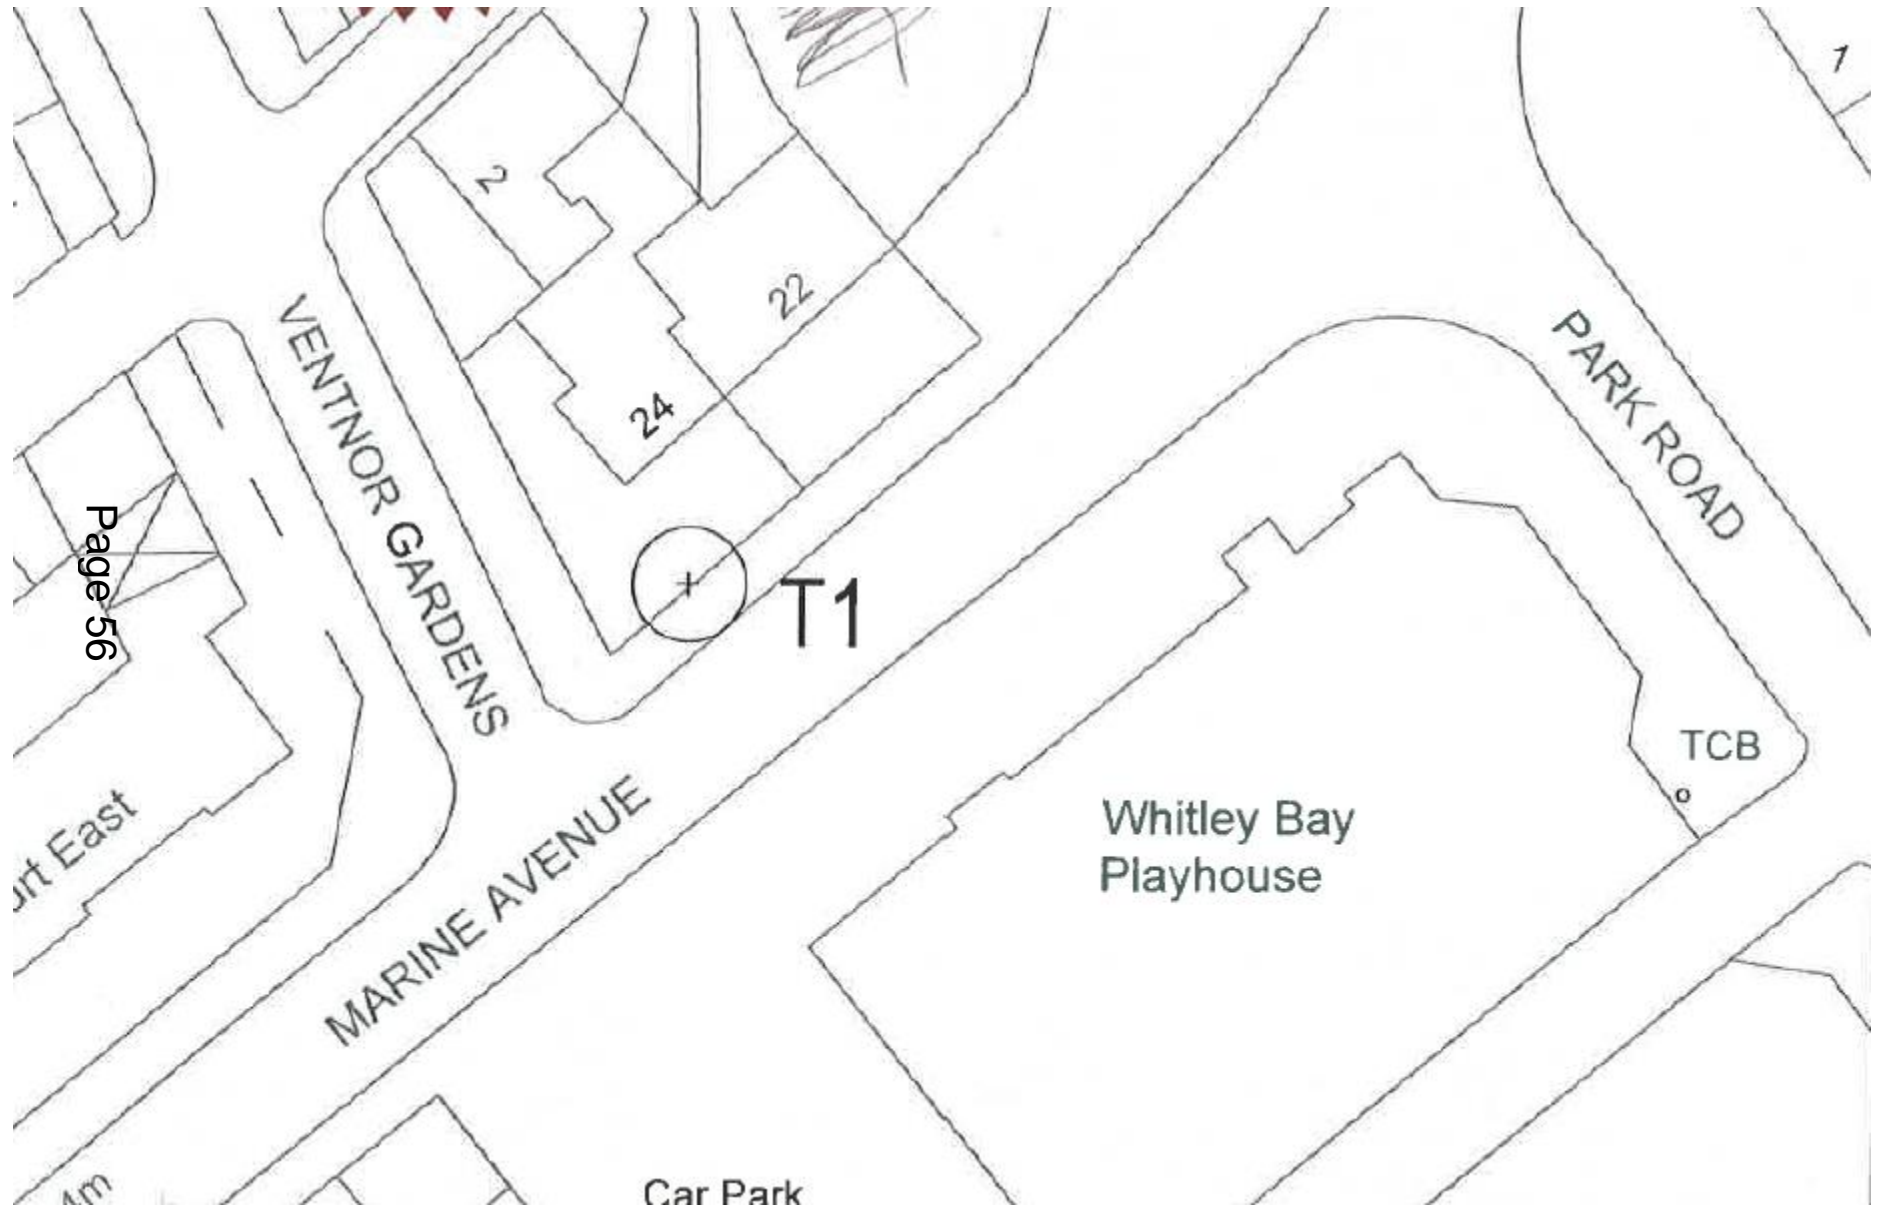 1
2
22
24
VENTNOR GARDENS
PARK ROAD
Page 56
T1
TCB
Whitley Bay
Playhouse
East
MARINE AVENUE
Car Park